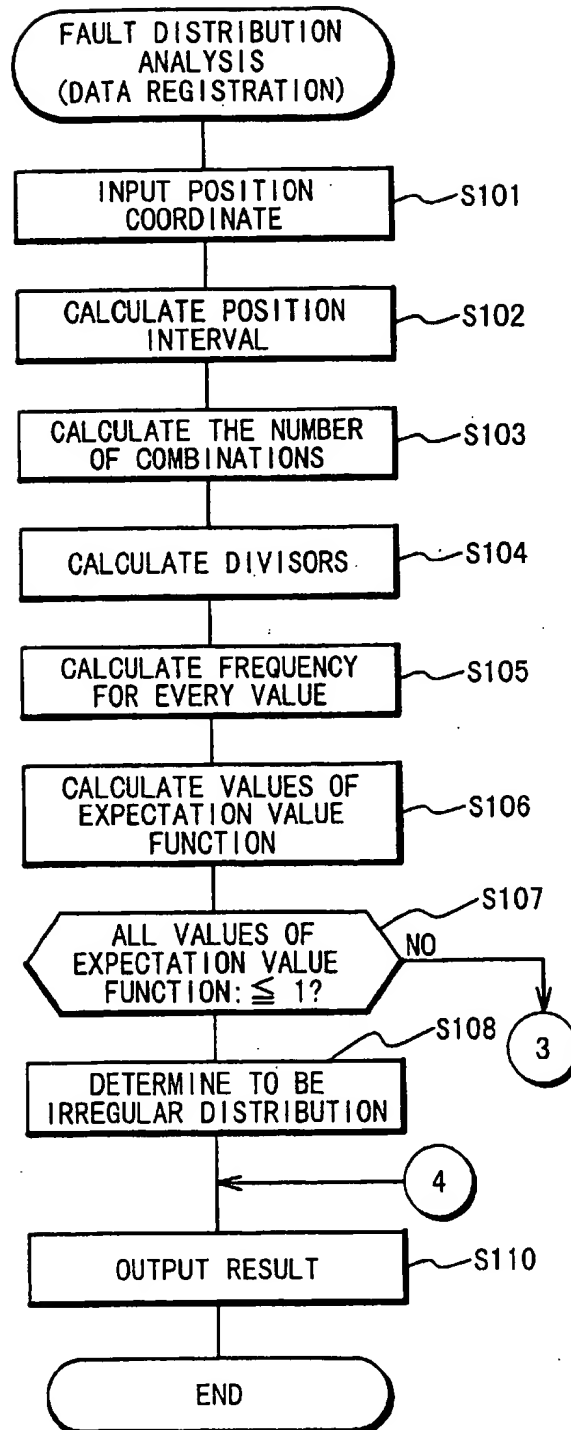 FAULT DISTRIBUTION
ANALYSIS
(DATA REGISTRATION)
INPUT POSITION
COORDINATE
S101
CALCULATE POSITION
INTERVAL
S102
CALCULATE THE NUMBER
OF COMBINATIONS
S103
CALCULATE DIVISORS
S104
CALCULATE FREQUENCY
FOR EVERY VALUE
S105
CALCULATE VALUES OF
EXPECTATION VALUE
FUNCTION
S106
S107
ALL VALUES OF
EXPECTATION VALUE
FUNCTION: ≦ 1?
NO
3
S108
DETERMINE TO BE
IRREGULAR DISTRIBUTION
4
OUTPUT RESULT
S110
END